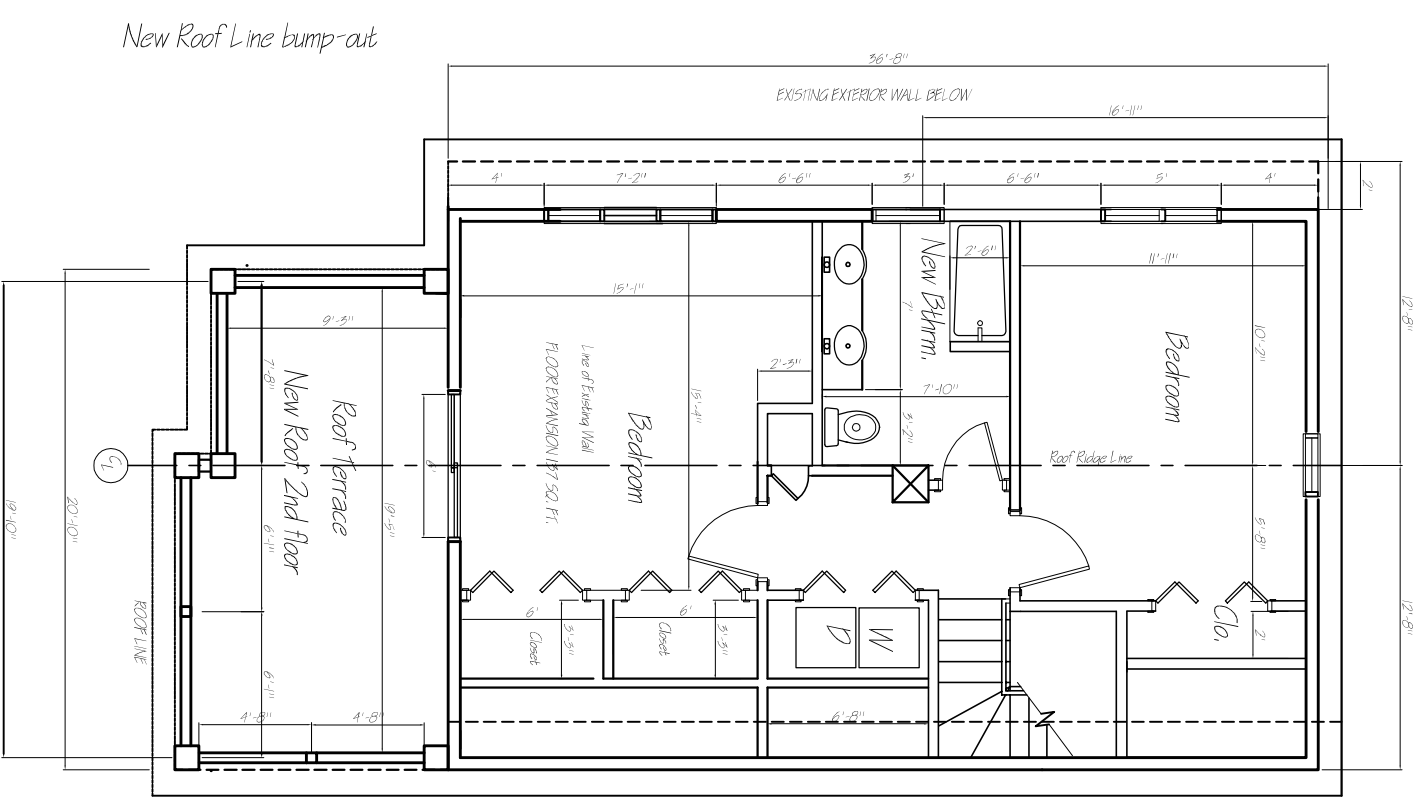 New Roof Line bump-out
36'-8"
EXISTING EXTERIOR WALL BELOW
16'-11"
4'
7'-2"
6'-6"
3'
6'-6"
5'
4'
2'
15'-1"
9'-3"
7'-8"
Roof Terrace
New Roof 2nd floor
19'-5"
6'-1"
6'-1"
4'-8"
4'-8"
19'-10"
20'-10"
ROOF LINE
6'
Line of Existing Wall
FLOOR EXPANSION 157 SQ. FT.
Bedroom
15'-4"
2'-3"
New Bthrm.
7'
2'-6"
7'-10"
5'-2"
11'-11"
Bedroom
10'-2"
Roof Ridge Line
5'-8"
12'-8"
12'-8"
6'
3'-3"
Closet
6'
3'-3"
Closet
D
W
6'-8"
Clo.
2'